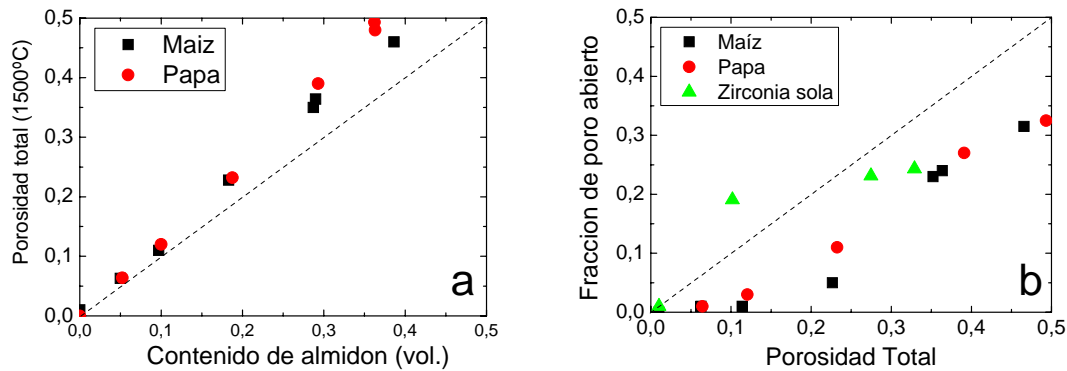 Porosidad total (1500ºC)
0,5
0,4
0,3
0,2
0,1
0,0
Maiz
Papa
a
0,0 0,1 0,2 0,3 0,4 0,5
Contenido de almidon (vol.)
Fraccion de poro abierto
0,5
0,4
0,3
0,2
0,1
0,0
Maíz
Papa
Zirconia sola
b
0,0 0,1 0,2 0,3 0,4 0,5
Porosidad Total